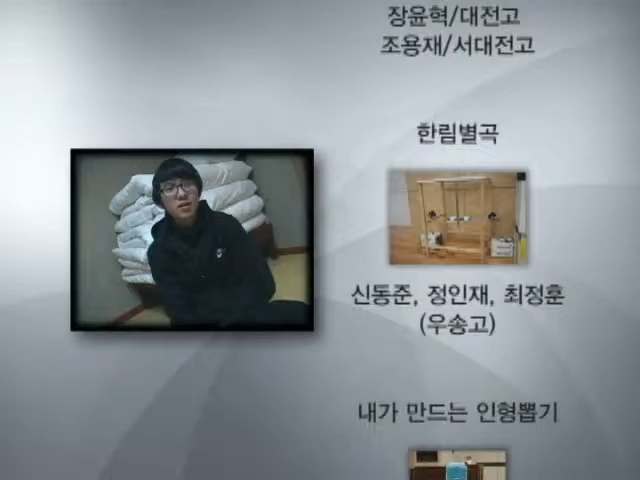 장윤혁/대전고
조용재/서대전고
한림별곡
신동준, 정인재, 최정훈
(우송고)
내가 만드는 인형뽑기